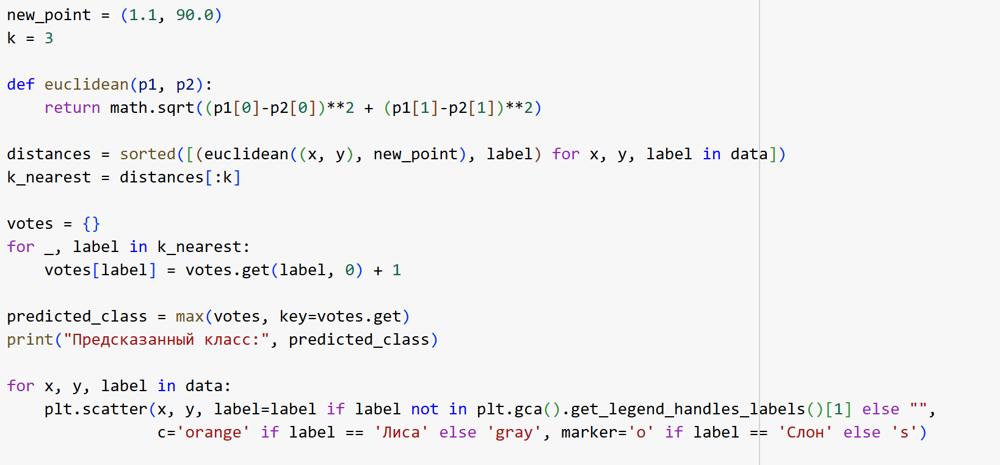 new_point = (1.1, 90.0)
k = 3
def euclidean(p1, p2):
    return math.sqrt((p1[0]-p2[0])**2 + (p1[1]-p2[1])**2)
distances = sorted([(euclidean((x, y), new_point), label) for x, y, label in data])
k_nearest = distances[:k]
votes = {}
for _, label in k_nearest:
    votes[label] = votes.get(label, 0) + 1
predicted_class = max(votes, key=votes.get)
print("Предсказанный класс:", predicted_class)
for x, y, label in data:
    plt.scatter(x, y, label=label if label not in plt.gca().get_legend_handles_labels()[1] else "",
                c='orange' if label == 'Лиса' else 'gray', marker='o' if label == 'Слон' else 's')